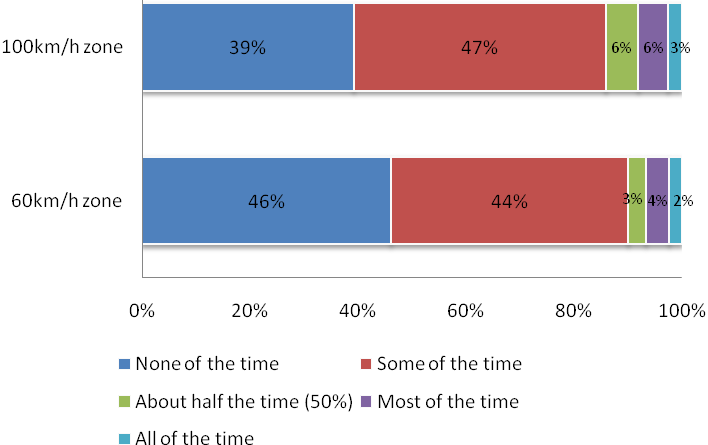 100km/h zone 39% 47% 6% 6% 3%
60km/h zone 46% 44% 3% 4% 2%
0% 20% 40% 60% 80% 100%
None of the time Some of the time
About half the time (50%) Most of the time
All of the time